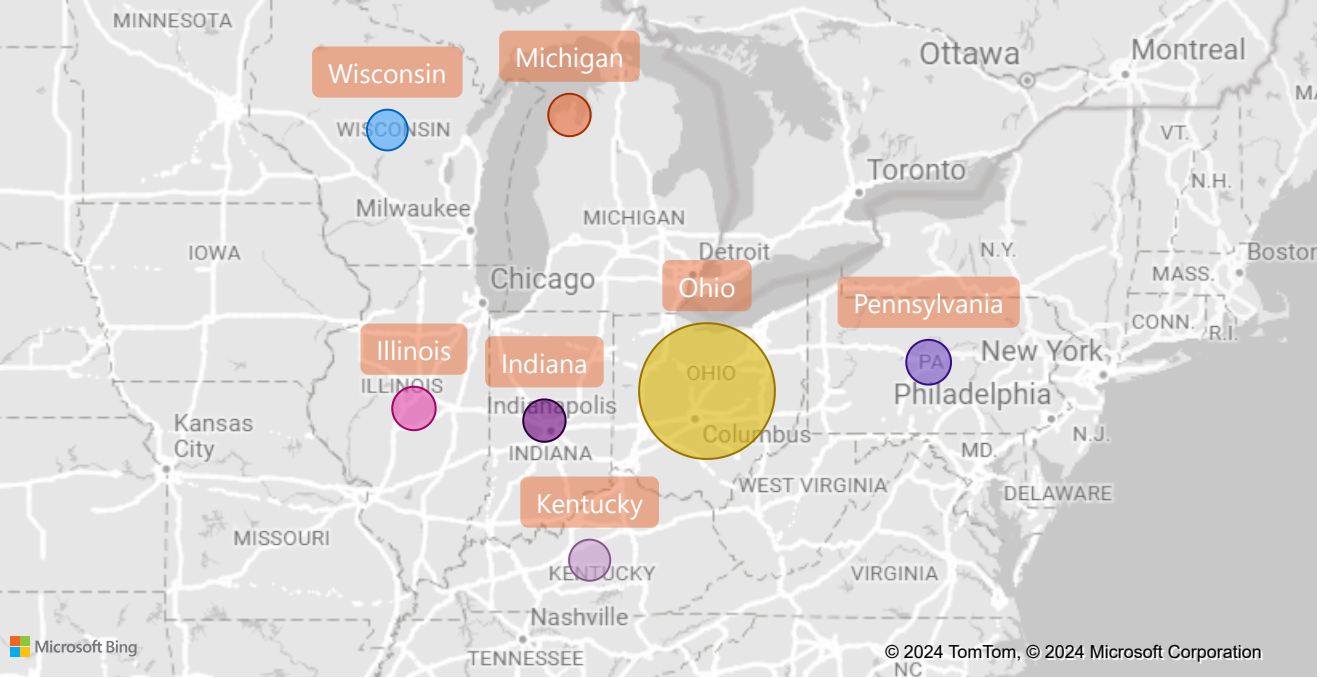 MINNESOTA
Ottawa
Montreal
Wisconsin
Michigan
WISCONSIN
VT.
Toronto
N.H.
Milwaukee
MICHIGAN
IOWA
Detroit
N.Y.
Boston
Chicago
MASS.
Ohio
Pennsylvania
CONN.
R.I.
Illinois
Indiana
PA
New York
OHIO
ILLINOIS
Philadelphia
Indianapolis
Kansas
City
Columbus
N.J.
INDIANA
MD.
WEST VIRGINIA
DELAWARE
Kentucky
MISSOURI
KENTUCKY
VIRGINIA
Nashville
Microsoft Bing
TENNESSEE
© 2024 TomTom, © 2024 Microsoft Corporation
NC